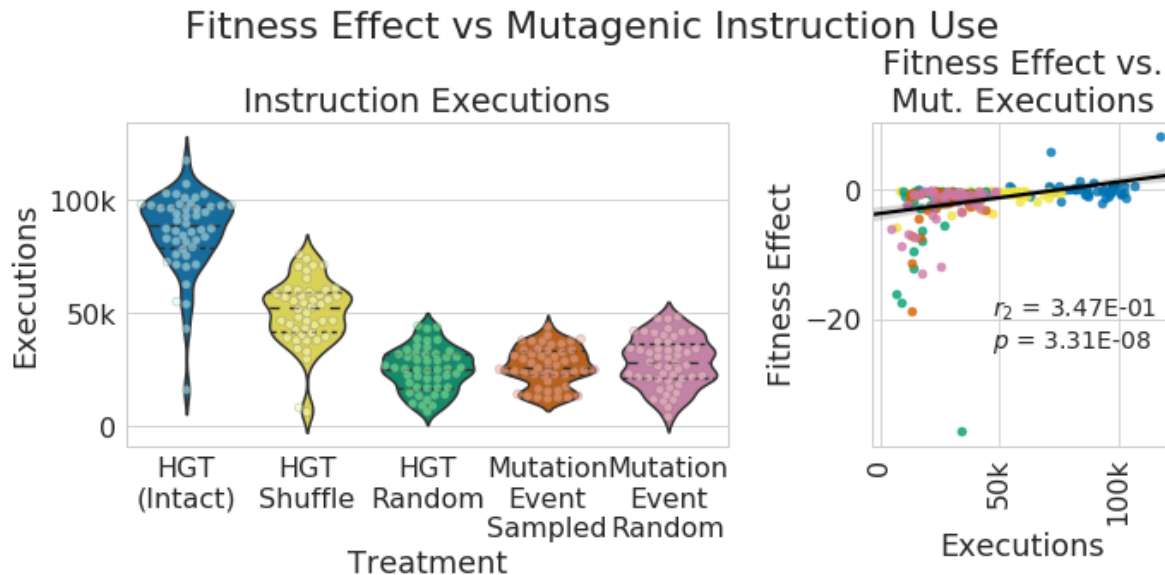 Fitness Effect vs Mutagenic Instruction Use
Instruction Executions
Executions
100k
50k
0
HGT
(Intact)
HGT
Shuffle
HGT
Random
Mutation
Event
Sampled
Mutation
Event
Random
Treatment
Fitness Effect vs.
Mut. Executions
Fitness Effect
0
−20
r₂ = 3.47E-01
p = 3.31E-08
0
50k
100k
Executions